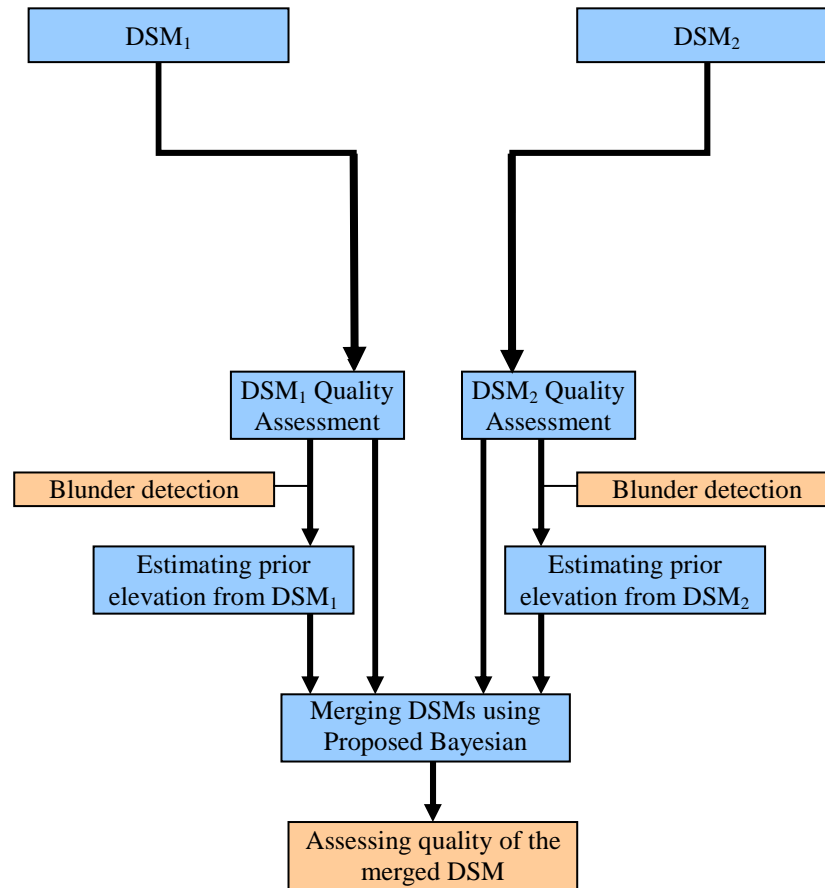 DSM₁
DSM₂
DSM₁ Quality
Assessment
DSM₂ Quality
Assessment
Blunder detection
Blunder detection
Estimating prior
elevation from DSM₁
Estimating prior
elevation from DSM₂
Merging DSMs using
Proposed Bayesian
Assessing quality of the
merged DSM